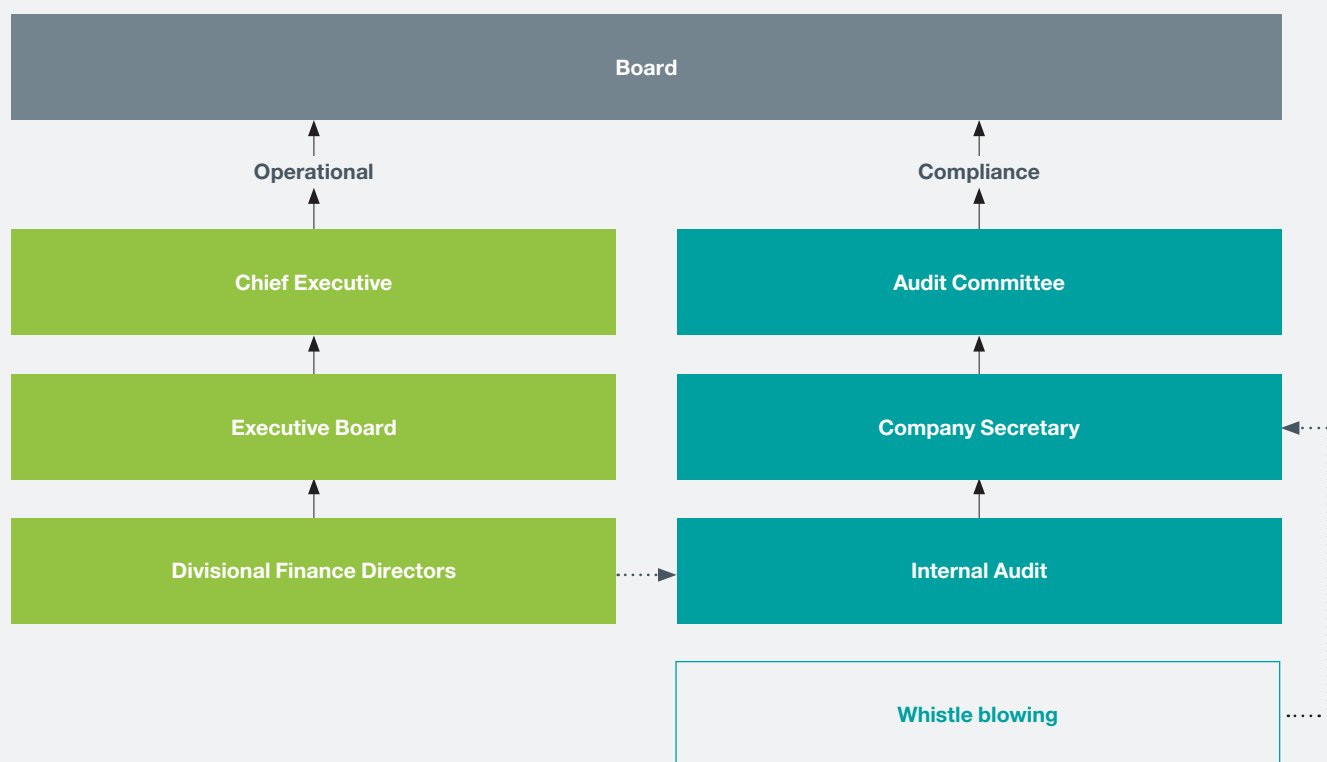 Board
Operational
Compliance
Chief Executive
Audit Committee
Executive Board
Company Secretary
Divisional Finance Directors
Internal Audit
Whistle blowing